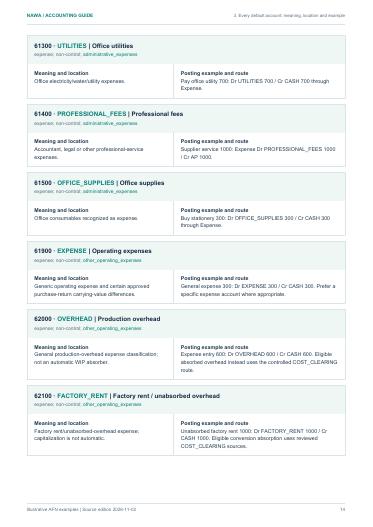 NAWA | ACCOUNTING GUIDE
3. Every default account: meaning, location and example
61300 · UTILITIES | Office utilities
expense; non-control; administrative_expenses
Meaning and location
Office electricity/water/utility expenses.
Posting example and route
Pay office utility 700: Dr UTILITIES 700 / Cr CASH 700 through
Expense.
61400 · PROFESSIONAL_FEES | Professional fees
expense; non-control; administrative_expenses
Meaning and location
Accountant, legal or other professional-service
expenses.
Posting example and route
Supplier service 1000: Expense Dr PROFESSIONAL_FEES 1000
/ Cr AP 1000.
61500 · OFFICE_SUPPLIES | Office supplies
expense; non-control; administrative_expenses
Meaning and location
Office consumables recognized as expense.
Posting example and route
Buy stationery 300: Dr OFFICE_SUPPLIES 300 / Cr CASH 300
through Expense.
61900 · EXPENSE | Operating expenses
expense; non-control; other_operating_expenses
Meaning and location
Generic operating expense and certain approved
purchase-return carrying-value differences.
Posting example and route
General expense 300: Dr EXPENSE 300 / Cr CASH 300. Prefer a
specific expense account where appropriate.
62000 · OVERHEAD | Production overhead
expense; non-control; other_operating_expenses
Meaning and location
General production-overhead expense classification;
not an automatic WIP absorber.
Posting example and route
Expense entry 600: Dr OVERHEAD 600 / Cr CASH 600. Eligible
absorbed overhead instead uses the controlled COST_CLEARING
route.
62100 · FACTORY_RENT | Factory rent / unabsorbed overhead
expense; non-control; other_operating_expenses
Meaning and location
Factory rent/unabsorbed-overhead expense;
capitalization is not automatic.
Posting example and route
Unabsorbed factory rent 1000: Dr FACTORY_RENT 1000 / Cr
CASH 1000. Eligible conversion absorption uses reviewed
COST_CLEARING sources.
Illustrative AFN examples | Source edition 2026-11-03
14